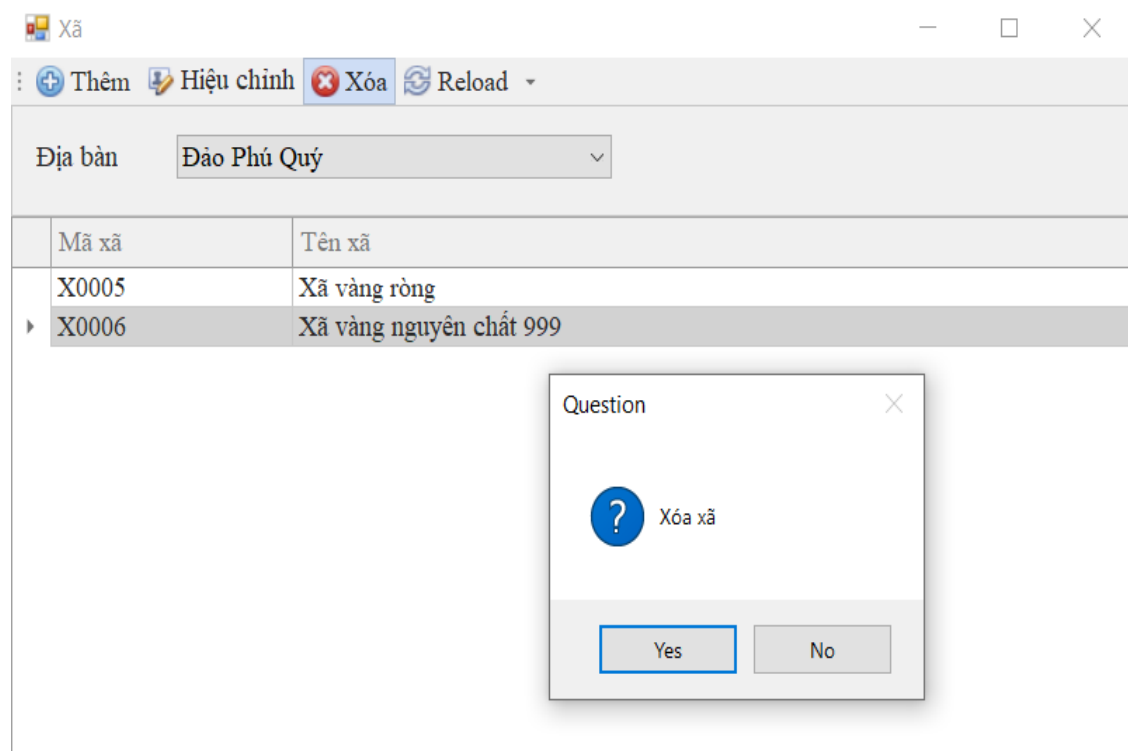 Xã
Thêm Hiệu chỉnh Xóa Reload
Địa bàn Đảo Phú Quý
Mã xã Tên xã
X0005 Xã vàng ròng
X0006 Xã vàng nguyên chất 999
Question
Xóa xã
Yes No